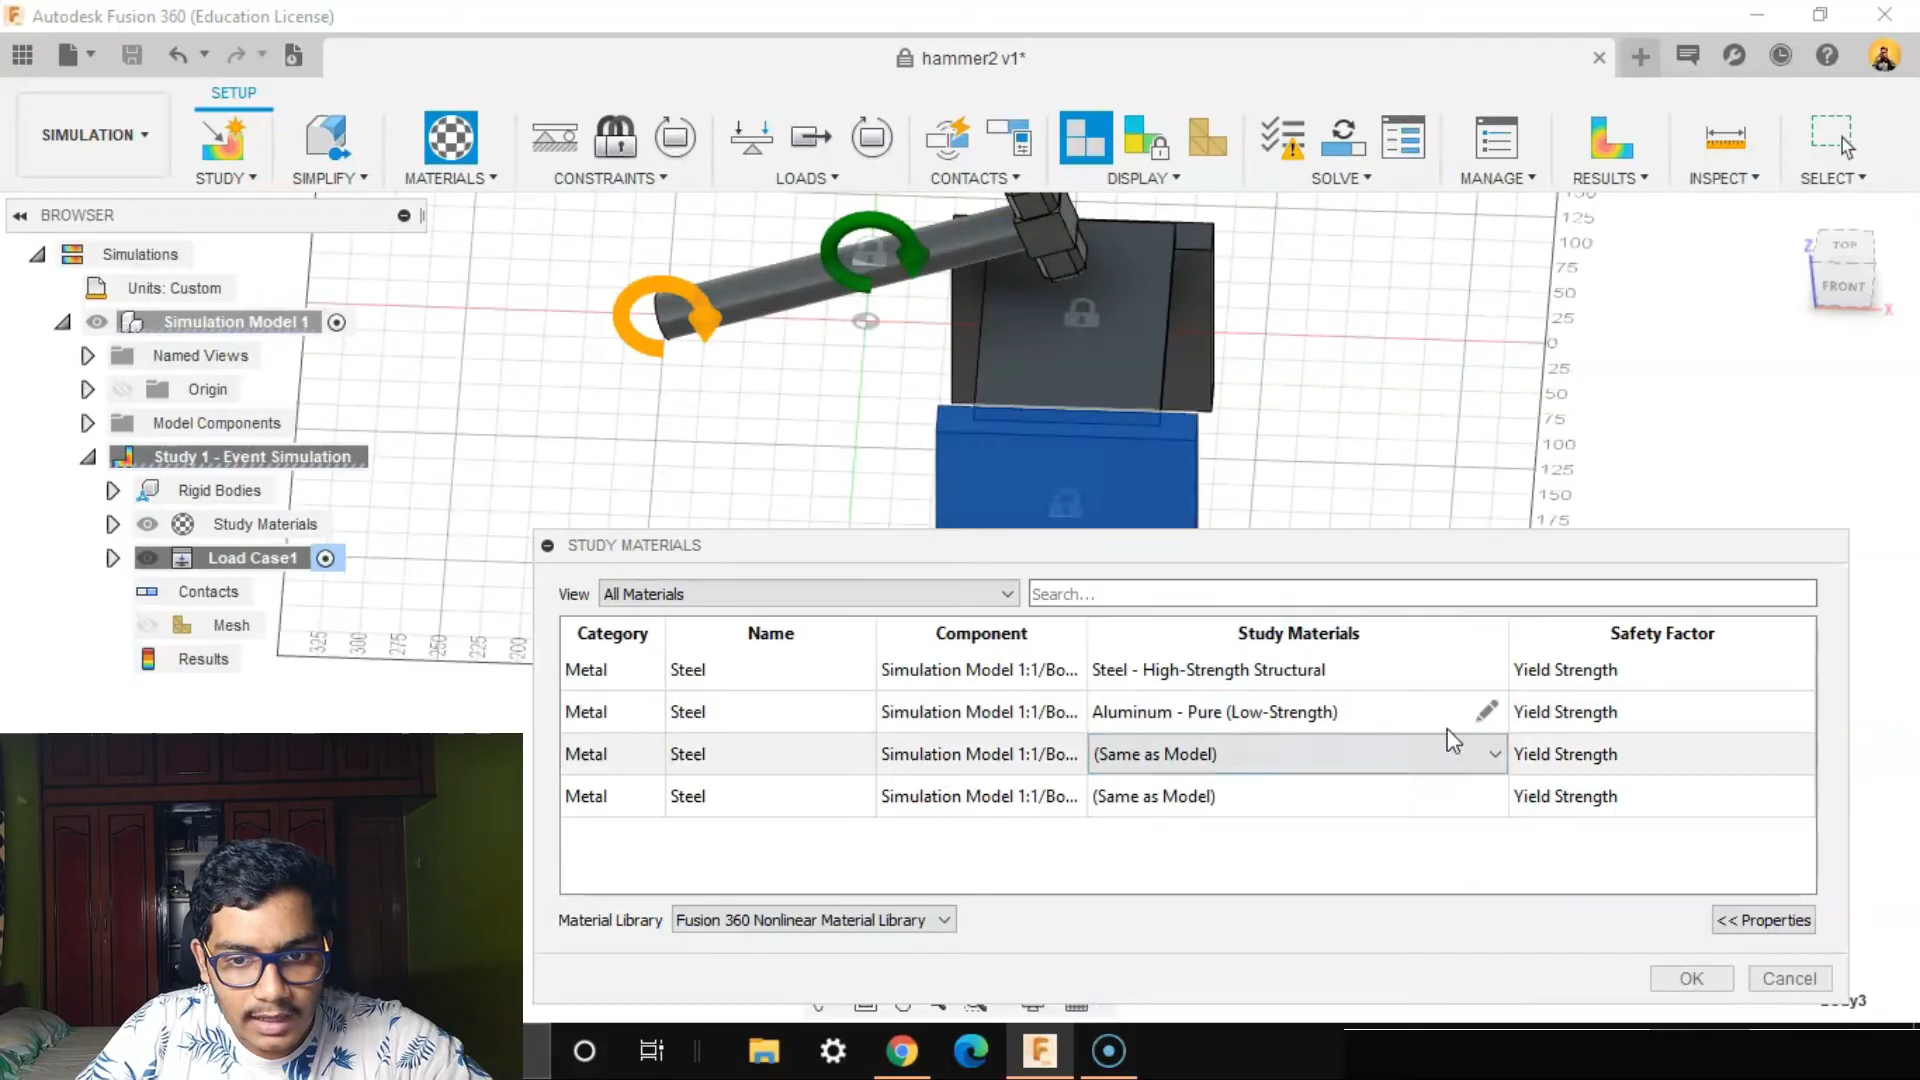 Autodesk Fusion 360 (Education License)
hammer2 v1*
SETUP
SIMULATION
STUDY
SIMPLIFY
MATERIALS
CONSTRAINTS
LOADS
CONTACTS
DISPLAY
SOLVE
MANAGE
RESULTS
INSPECT
SELECT
BROWSER
Simulations
Units: Custom
Simulation Model 1
Named Views
Origin
Model Components
Study 1 - Event Simulation
Rigid Bodies
Study Materials
Load Case1
Contacts
Mesh
Results
125
100
75
50
25
0
25
50
75
100
125
150
175
325
300
275
250
225
200
Z
TOP
FRONT
X
STUDY MATERIALS
View All Materials Search...
Category Name Component Study Materials Safety Factor
Metal Steel Simulation Model 1:1/Bo... Steel - High-Strength Structural Yield Strength
Metal Steel Simulation Model 1:1/Bo... Aluminum - Pure (Low-Strength) Yield Strength
Metal Steel Simulation Model 1:1/Bo... (Same as Model) Yield Strength
Metal Steel Simulation Model 1:1/Bo... (Same as Model) Yield Strength
Material Library Fusion 360 Nonlinear Material Library << Properties
OK Cancel